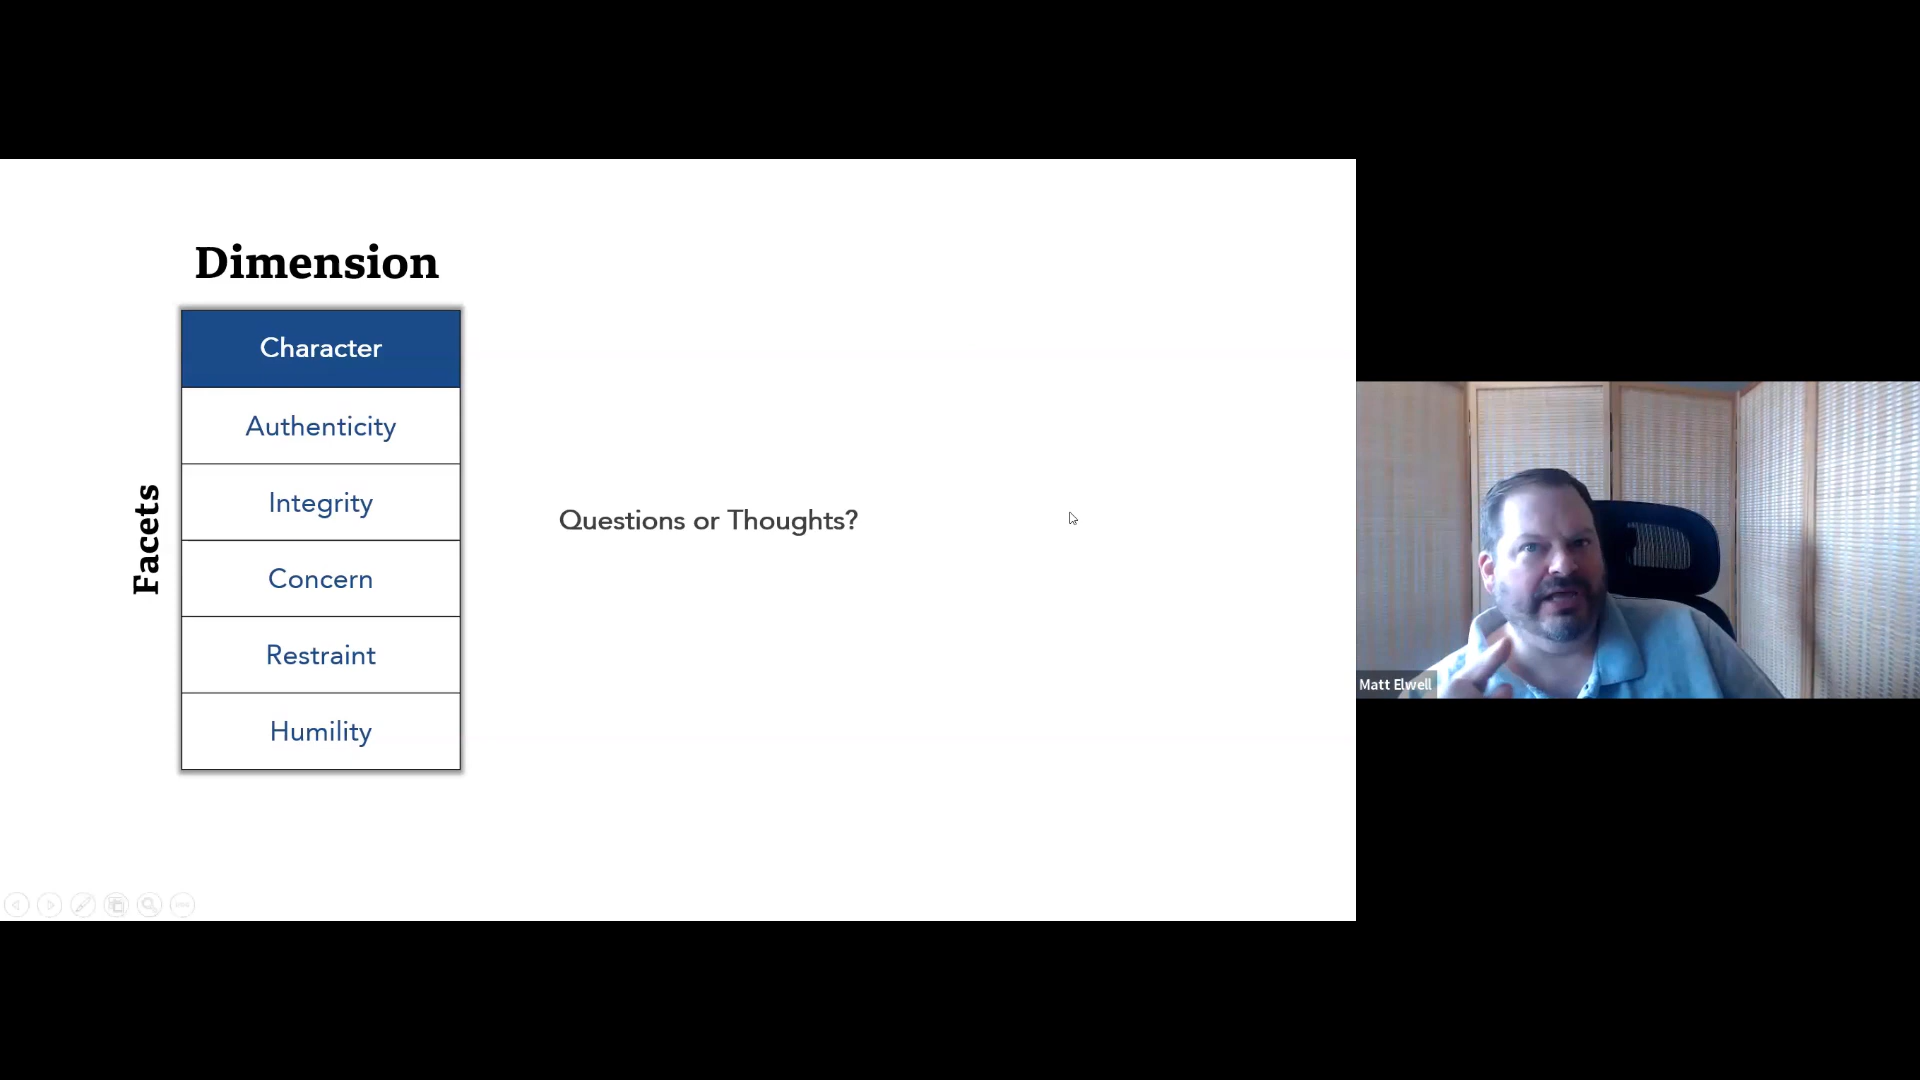 Dimension
Character
Authenticity
Integrity
Concern
Restraint
Humility
Facets
Questions or Thoughts?
Matt Elwell